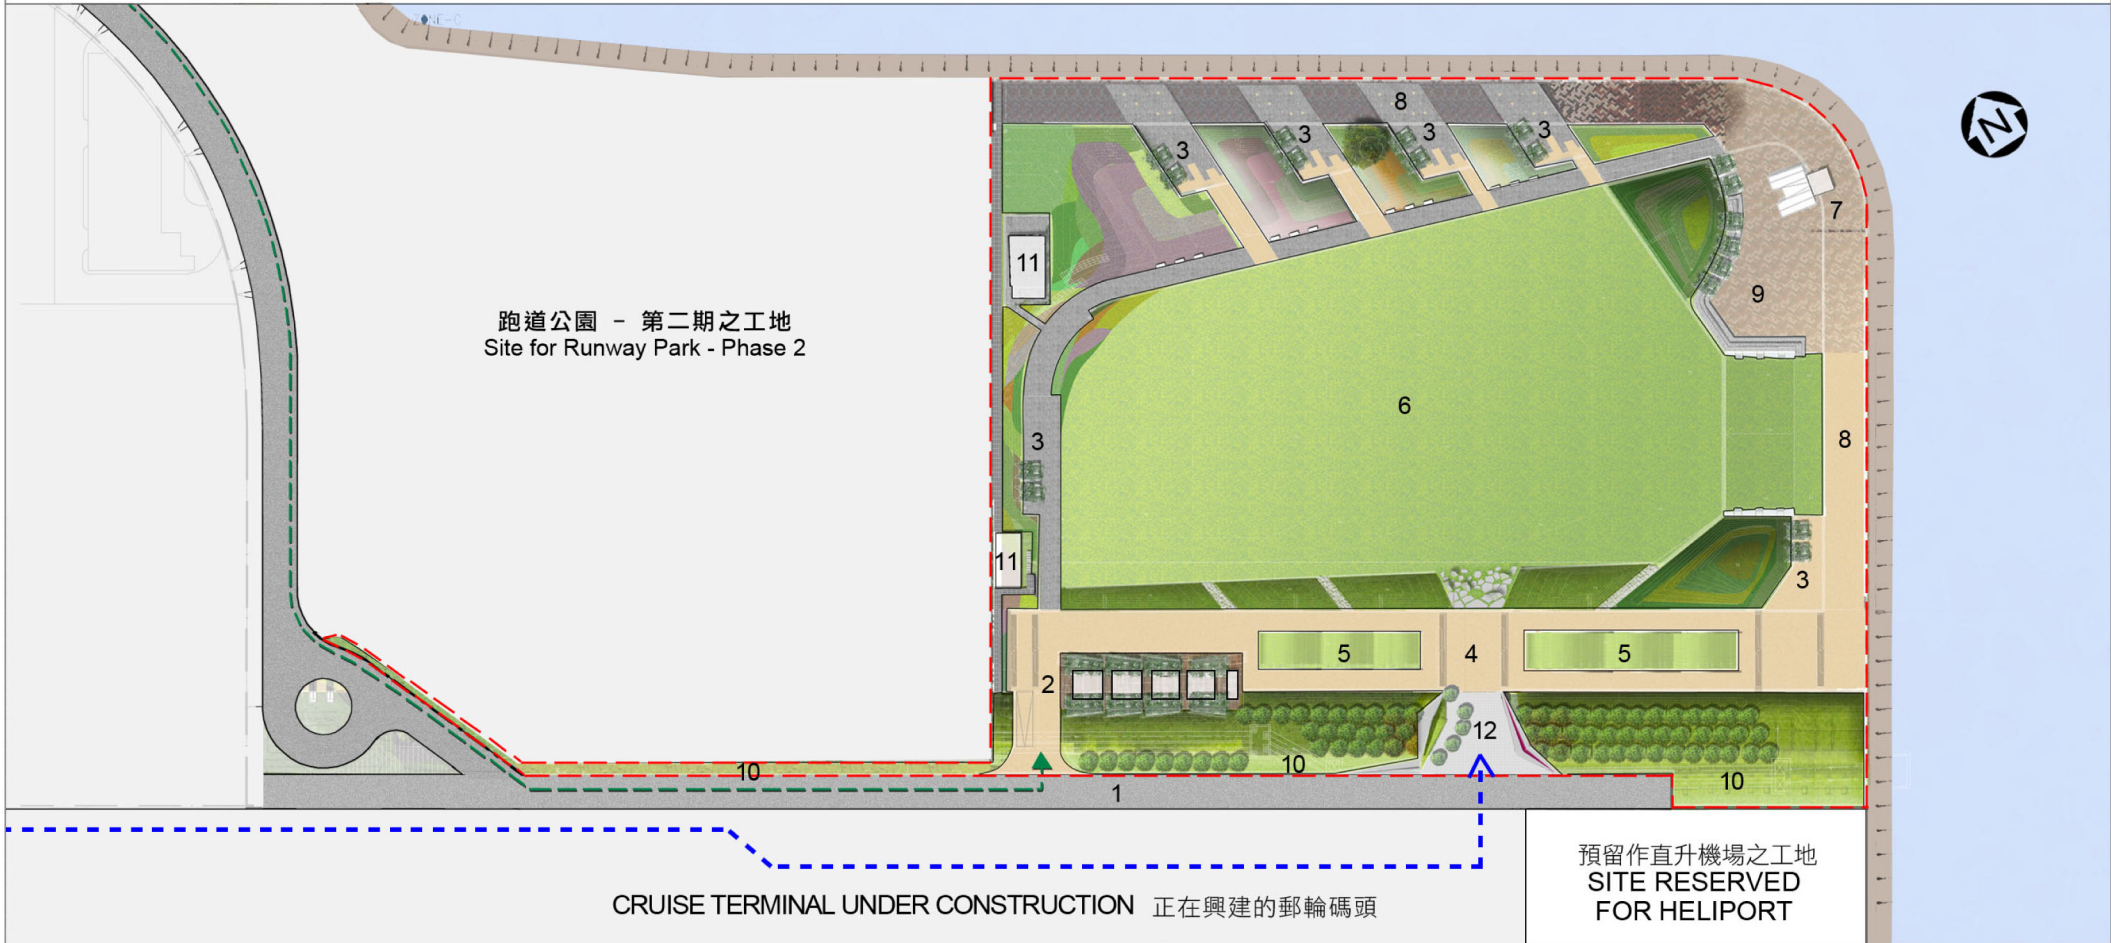 ZONE-C
8
3
3
3
3
N
7
11
9
跑道公園 - 第二期之工地
Site for Runway Park - Phase 2
6
3
8
11
3
5
4
5
2
12
10
10
10
1
CRUISE TERMINAL UNDER CONSTRUCTION 正在興建的郵輪碼頭
預留作直升機場之工地
SITE RESERVED
FOR HELIPORT